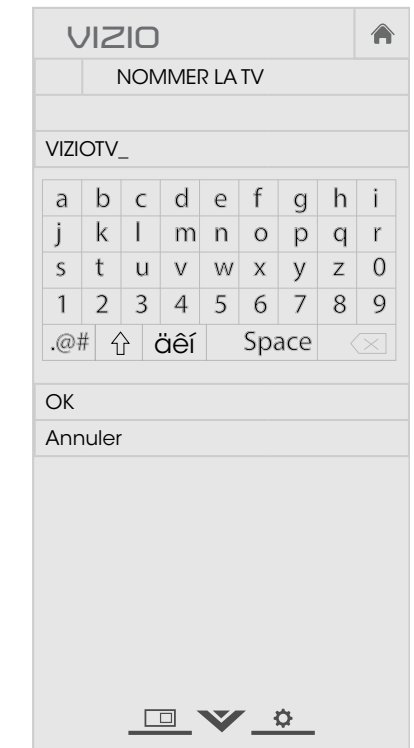 VIZIO
NOMMER LA TV
VIZIOTV_
a b c d e f g h i
j k l m n o p q r
s t u v w x y z 0
1 2 3 4 5 6 7 8 9
.@# äêí Space
OK
Annuler